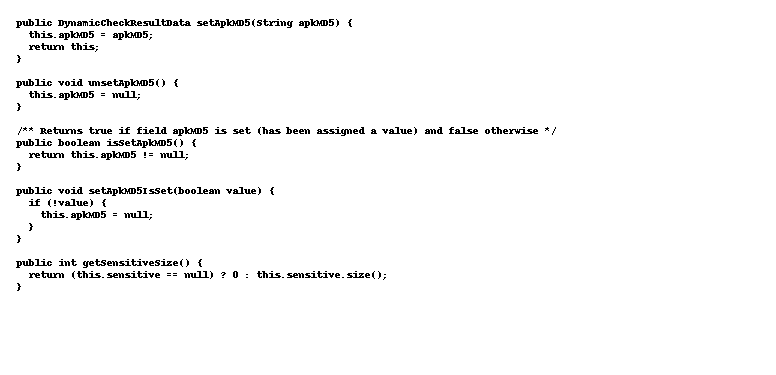 public DynamicCheckResultData setApkMD5(String apkMD5) {
  this.apkMD5 = apkMD5;
  return this;
}

public void unsetApkMD5() {
  this.apkMD5 = null;
}

/** Returns true if field apkMD5 is set (has been assigned a value) and false otherwise */
public boolean isSetApkMD5() {
  return this.apkMD5 != null;
}

public void setApkMD5IsSet(boolean value) {
  if (!value) {
    this.apkMD5 = null;
  }
}

public int getSensitiveSize() {
  return (this.sensitive == null) ? 0 : this.sensitive.size();
}